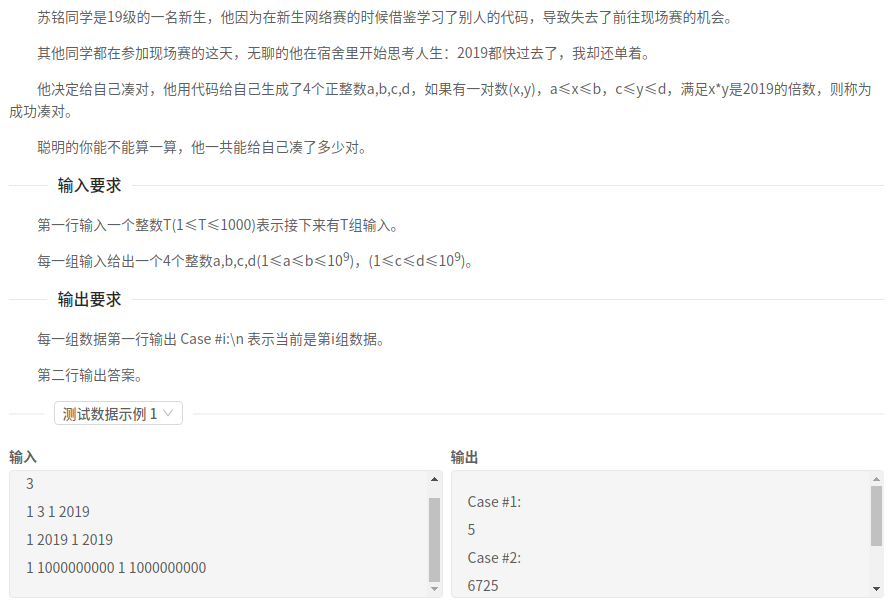 苏铭同学是19级的一名新生，他因为在新生网络赛的时候借鉴学习了别人的代码，导致失去了前往现场赛的机会。
其他同学都在参加现场赛的这天，无聊的他在宿舍里开始思考人生：2019都快过去了，我却还单着。
他决定给自己凑对，他用代码给自己生成了4个正整数a,b,c,d，如果有一对数(x,y)，a≤x≤b，c≤y≤d，满足x*y是2019的倍数，则称为
成功凑对。
聪明的你能不能算一算，他一共能给自己凑了多少对。
输入要求
第一行输入一个整数T(1≤T≤1000)表示接下来有T组输入。
每一组输入给出一个4个整数a,b,c,d(1≤a≤b≤10⁹)，(1≤c≤d≤10⁹)。
输出要求
每一组数据第一行输出 Case #i:\n 表示当前是第i组数据。
第二行输出答案。
测试数据示例 1
输入
3
1 3 1 2019
1 2019 1 2019
1 1000000000 1 1000000000
输出
Case #1:
5
Case #2:
6725